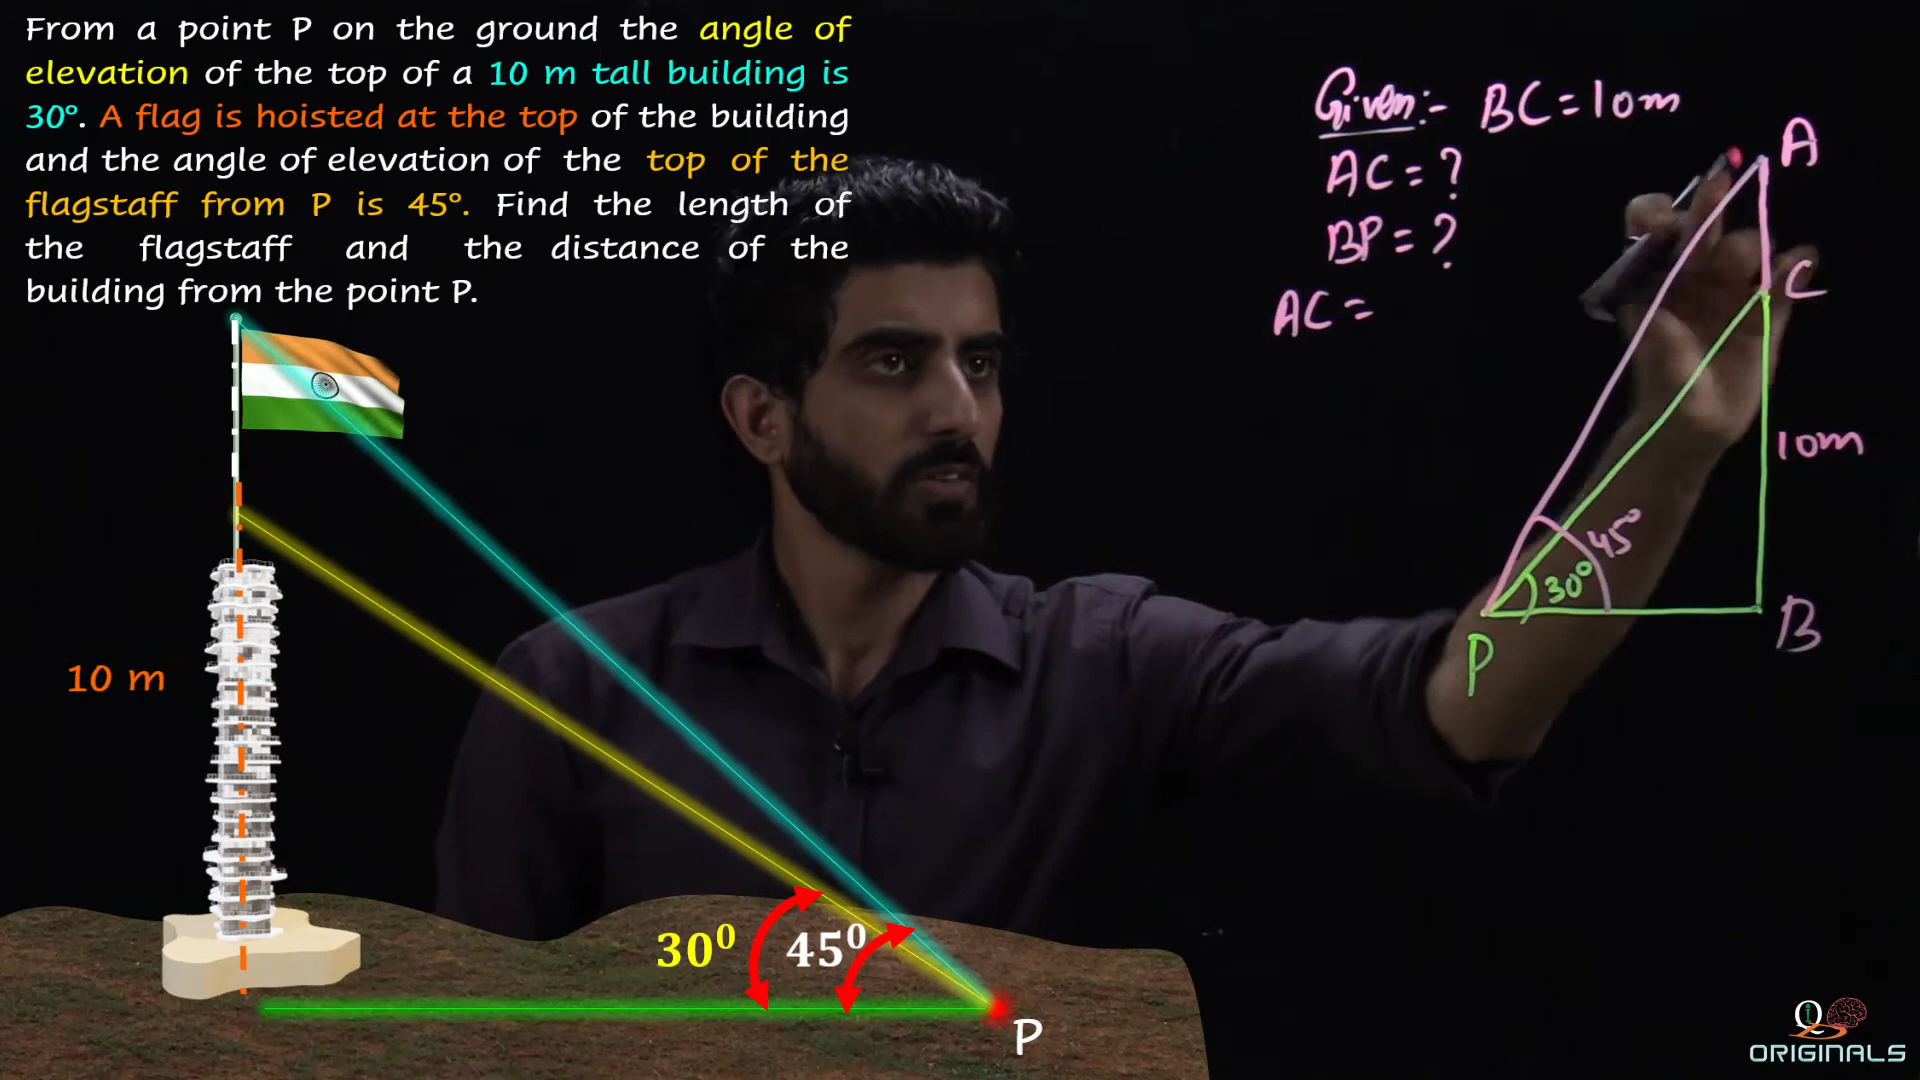 From a point P on the ground the angle of
elevation of the top of a 10 m tall building is
30°. A flag is hoisted at the top of the building
and the angle of elevation of the top of the
flagstaff from P is 45°. Find the length of
the flagstaff and the distance of the
building from the point P.
Given:- BC=10m
AC=?
BP=?
AC=
A
C
10m
45°
30°
P
B
10 m
30⁰
45⁰
P
Qi
ORIGINALS